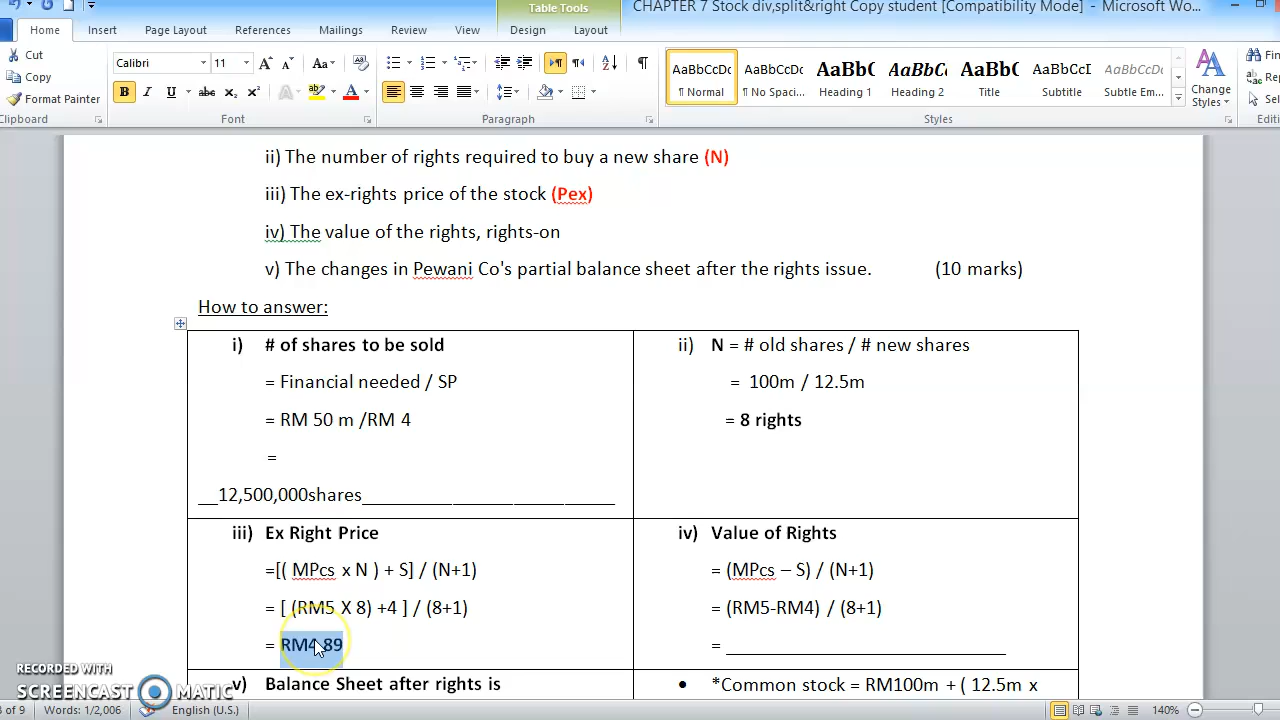 Table Tools
CHAPTER 7 Stock div,split&right Copy student [Compatibility Mode] - Microsoft Wo...
Home Insert Page Layout References Mailings Review View Design Layout
Cut
Copy
Format Painter
Clipboard
Calibri 11
Font
Paragraph
AaBbCcDc AaBbCcDc AaBbC AaBbCc AaBbC AaBbCcI AaBbCcDc
¶ Normal ¶ No Spaci... Heading 1 Heading 2 Title Subtitle Subtle Em...
Change
Styles
Styles
Fin
Re
Sel
Editi
ii) The number of rights required to buy a new share (N)
iii) The ex-rights price of the stock (Pex)
iv) The value of the rights, rights-on
v) The changes in Pewani Co's partial balance sheet after the rights issue. (10 marks)
How to answer:
i) # of shares to be sold
= Financial needed / SP
= RM 50 m /RM 4
=
__12,500,000shares__________________________
ii) N = # old shares / # new shares
= 100m / 12.5m
= 8 rights
iii) Ex Right Price
=[( MPcs x N ) + S] / (N+1)
= [ (RM5 X 8) +4 ] / (8+1)
= RM4.89
iv) Value of Rights
= (MPcs – S) / (N+1)
= (RM5-RM4) / (8+1)
= ____________________________
v) Balance Sheet after rights is
• *Common stock = RM100m + ( 12.5m x
RECORDED WITH
SCREENCAST MATIC
of 9 Words: 1/2,006 English (U.S.) 140%